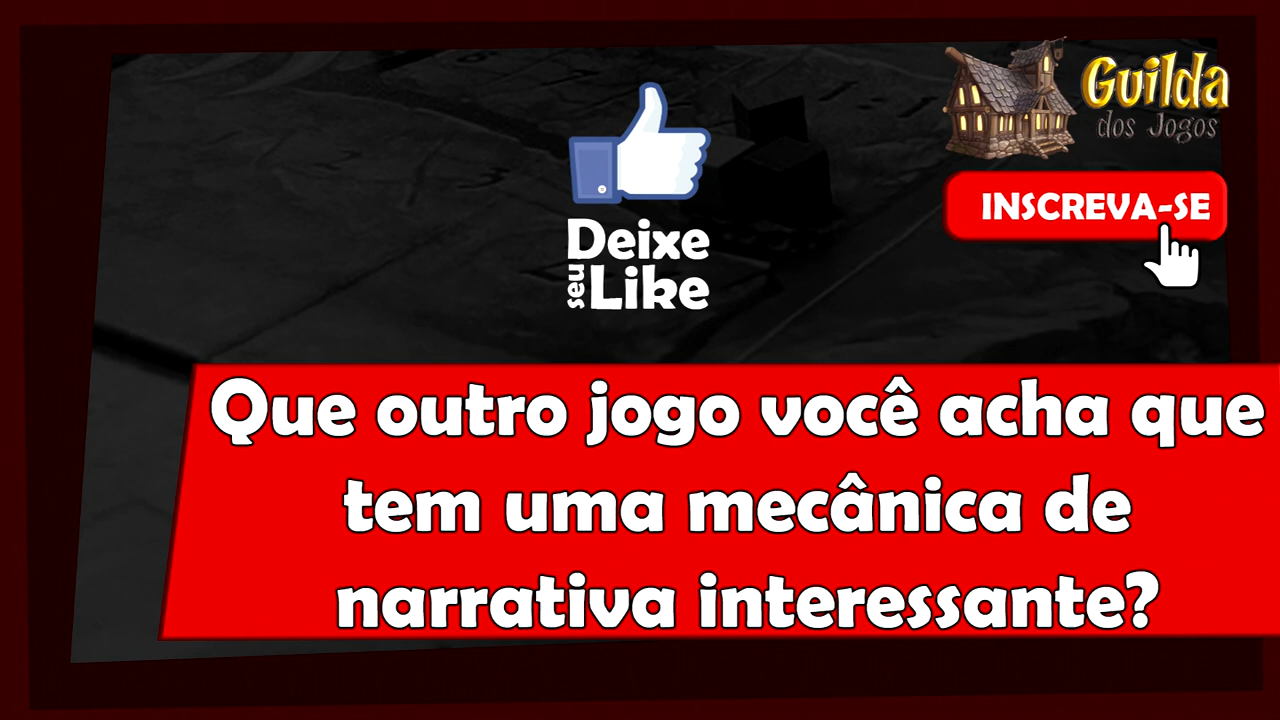 Guilda
dos Jogos
INSCREVA-SE
Deixe
seu Like
Que outro jogo você acha que
tem uma mecânica de
narrativa interessante?